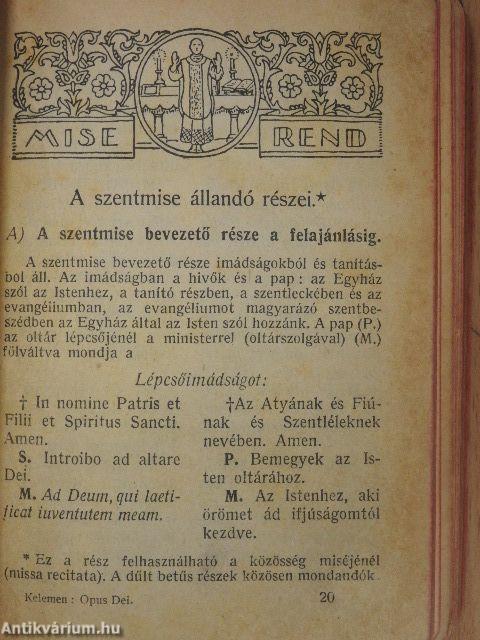 MISE REND
A szentmise állandó részei.*
A) A szentmise bevezető része a felajánlásig.
A szentmise bevezető része imádságokból és tanítás-
ból áll. Az imádságban a hivők és a pap : az Egyház
szól az Istenhez, a tanító részben, a szentleckében és az
evangéliumban, az evangéliumot magyarázó szentbe-
szédben az Egyház által az Isten szól hozzánk. A pap (P.)
az oltár lépcsőjénél a ministerrel (oltárszolgával) (M.)
fölváltva mondja a
Lépcsőimádságot:
† In nomine Patris et
Filii et Spiritus Sancti.
Amen.
S. Introibo ad altare
Dei.
M. Ad Deum, qui laeti-
ficat iuventutem meam.
†Az Atyának és Fiú-
nak és Szentléleknek
nevében. Amen.
P. Bemegyek az Is-
ten oltárához.
M. Az Istenhez, aki
örömet ád ifjúságomtól
kezdve.
* Ez a rész felhasználható a közösség miséjénél
(missa recitata). A dűlt betűs részek közösen mondandók
Kelemen : Opus Dei. 20
Antikvárium.hu